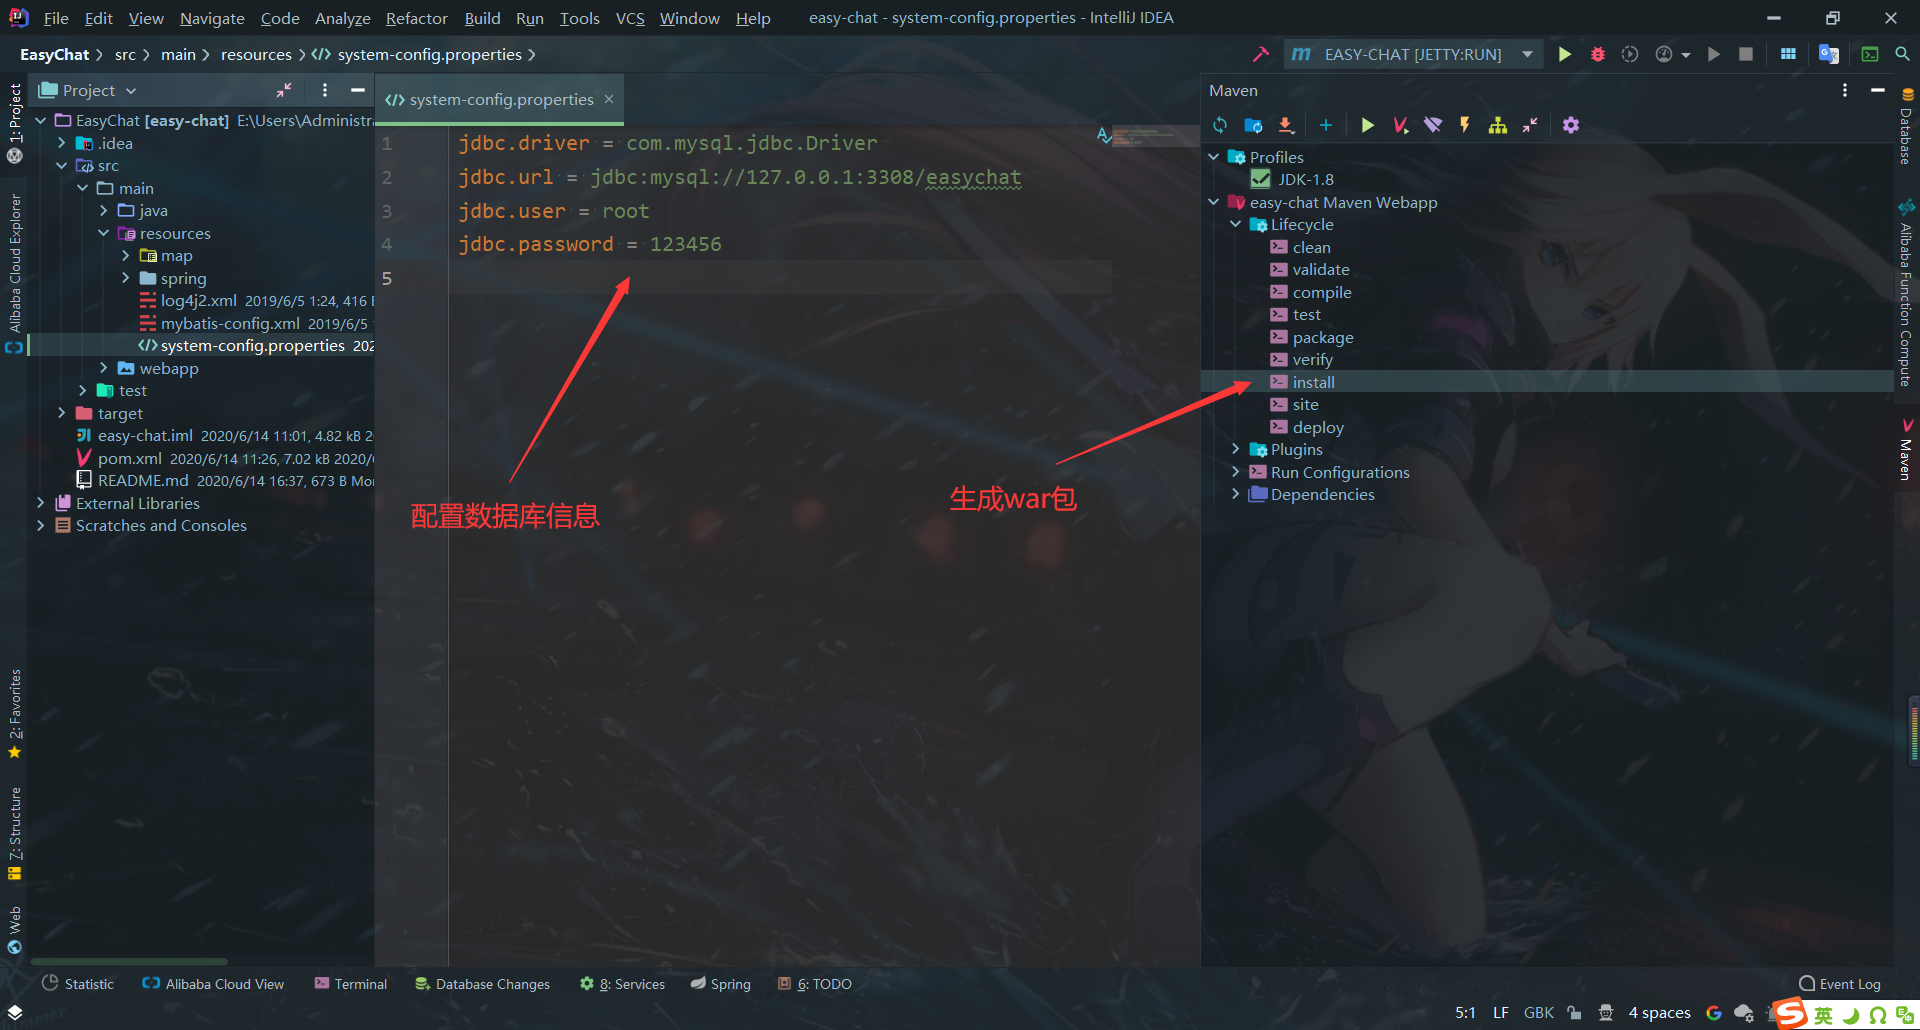 File Edit View Navigate Code Analyze Refactor Build Run Tools VCS Window Help easy-chat - system-config.properties - IntelliJ IDEA
EasyChat src main resources system-config.properties
EASY-CHAT [JETTY:RUN]
1: Project
Alibaba Cloud Explorer
2: Favorites
7: Structure
Web
Project
EasyChat [easy-chat] E:\Users\Administra
.idea
src
main
java
resources
map
spring
log4j2.xml 2019/6/5 1:24, 416 B
mybatis-config.xml 2019/6/5
system-config.properties 202
webapp
test
target
easy-chat.iml 2020/6/14 11:01, 4.82 kB 2
pom.xml 2020/6/14 11:26, 7.02 kB 2020/
README.md 2020/6/14 16:37, 673 B Mo
External Libraries
Scratches and Consoles
system-config.properties
1 jdbc.driver = com.mysql.jdbc.Driver
2 jdbc.url = jdbc:mysql://127.0.0.1:3308/easychat
3 jdbc.user = root
4 jdbc.password = 123456
5
配置数据库信息
生成war包
Maven
Profiles
JDK-1.8
easy-chat Maven Webapp
Lifecycle
clean
validate
compile
test
package
verify
install
site
deploy
Plugins
Run Configurations
Dependencies
Database
Alibaba Function Compute
Maven
Statistic Alibaba Cloud View Terminal Database Changes 8: Services Spring 6: TODO Event Log
5:1 LF GBK 4 spaces
英